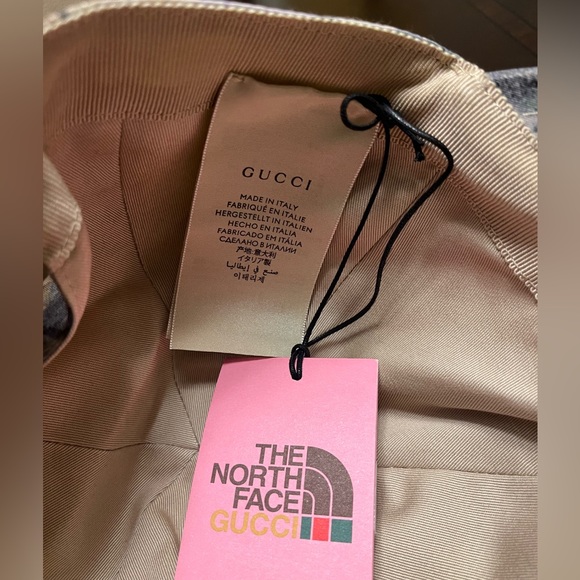 GUCCI
MADE IN ITALY
FABRIQUÉ EN ITALIE
HERGESTELLT IN ITALIEN
HECHO EN ITALIA
FABRICADO EM ITÁLIA
СДЕЛАНО В ИТАЛИИ
产地:意大利
イタリア製
صنع في إيطاليا
이태리제
THE
NORTH
FACE
GUCCI